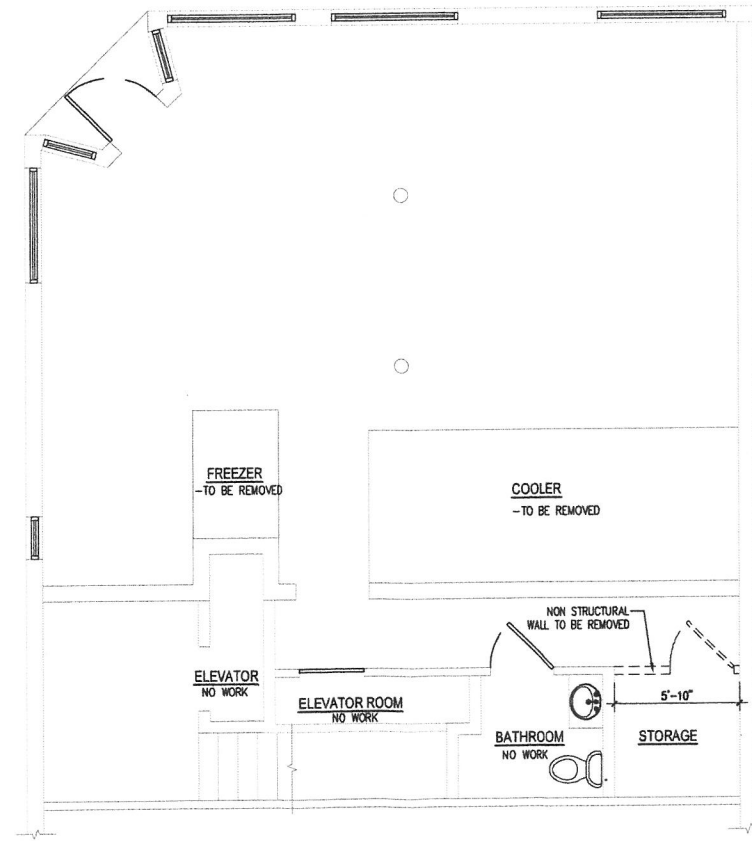 FREEZER
-TO BE REMOVED
COOLER
-TO BE REMOVED
NON STRUCTURAL
WALL TO BE REMOVED
ELEVATOR
NO WORK
ELEVATOR ROOM
NO WORK
5'-10"
BATHROOM
NO WORK
STORAGE